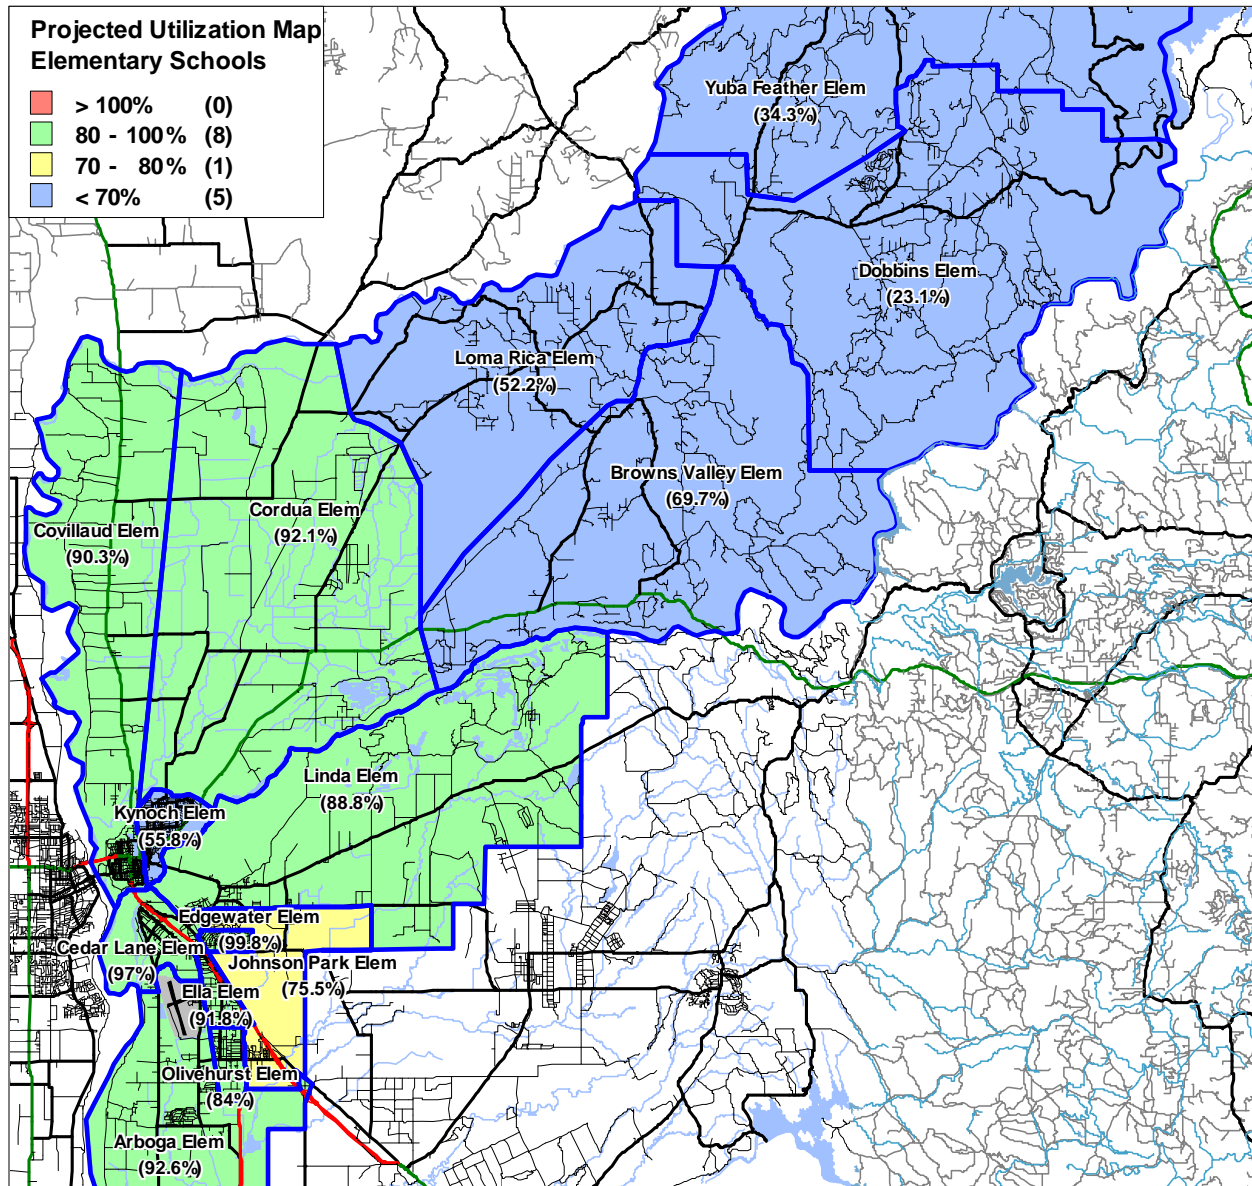 Projected Utilization Map
Elementary Schools
> 100% (0)
80 - 100% (8)
70 - 80% (1)
< 70% (5)
Yuba Feather Elem
(34.3%)
Dobbins Elem
(23.1%)
Loma Rica Elem
(52.2%)
Browns Valley Elem
(69.7%)
Cordua Elem
(92.1%)
Covillaud Elem
(90.3%)
Linda Elem
(88.8%)
Kynoch Elem
(55.8%)
Edgewater Elem
(99.8%)
Cedar Lane Elem
(97%)
Johnson Park Elem
(75.5%)
Ella Elem
(91.8%)
Olivehurst Elem
(84%)
Arboga Elem
(92.6%)